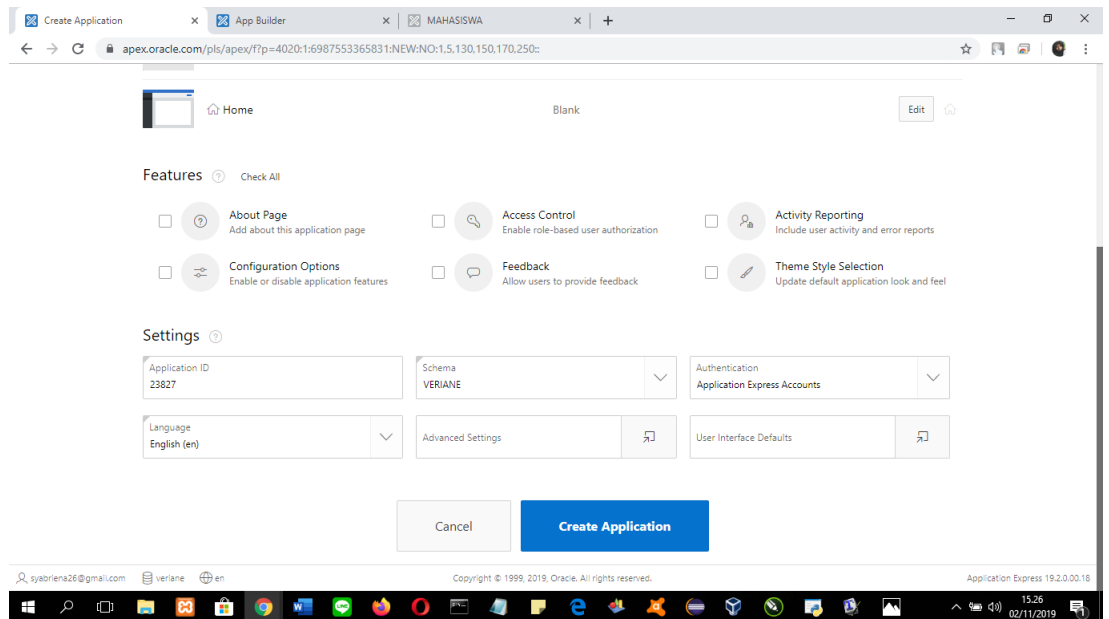 Create Application
App Builder
MAHASISWA
apex.oracle.com/pls/apex/f?p=4020:1:6987553365831:NEW:NO:1,5,130,150,170,250::
Home Blank Edit
Features ? Check All
? About Page
Add about this application page
Access Control
Enable role-based user authorization
Activity Reporting
Include user activity and error reports
Configuration Options
Enable or disable application features
Feedback
Allow users to provide feedback
Theme Style Selection
Update default application look and feel
Settings ?
Application ID
23827
Schema
VERIANE
Authentication
Application Express Accounts
Language
English (en)
Advanced Settings
User Interface Defaults
Cancel
Create Application
syabriena26@gmail.com veriane en Copyright © 1999, 2019, Oracle. All rights reserved. Application Express 19.2.0.00.18
15.26
02/11/2019